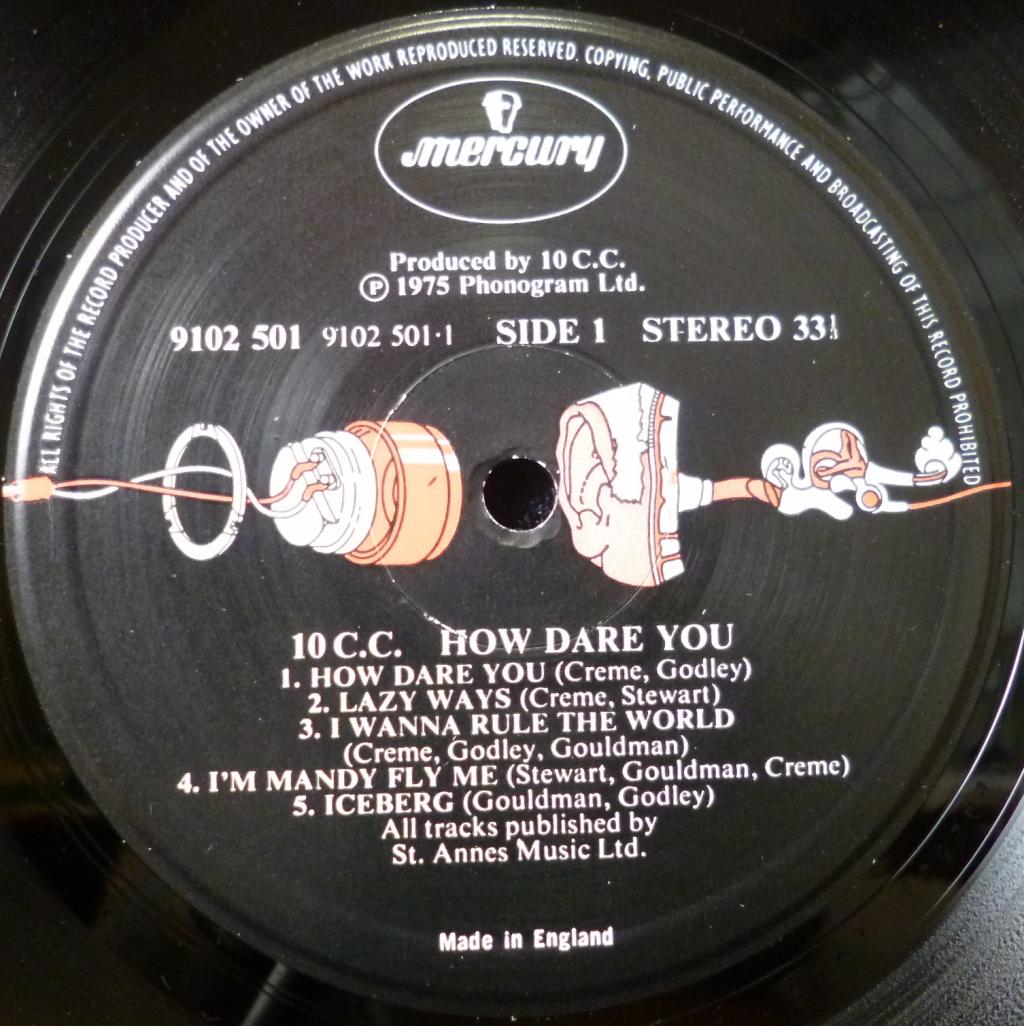 ALL RIGHTS OF THE RECORD PRODUCER AND OF THE OWNER OF THE WORK REPRODUCED RESERVED. COPYING, PUBLIC PERFORMANCE AND BROADCASTING OF THIS RECORD PROHIBITED
mercury
Produced by 10 C.C.
℗ 1975 Phonogram Ltd.
9102 501 9102 501·1 SIDE 1 STEREO 33⅓
10 C.C. HOW DARE YOU
1. HOW DARE YOU (Creme, Godley)
2. LAZY WAYS (Creme, Stewart)
3. I WANNA RULE THE WORLD
(Creme, Godley, Gouldman)
4. I'M MANDY FLY ME (Stewart, Gouldman, Creme)
5. ICEBERG (Gouldman, Godley)
All tracks published by
St. Annes Music Ltd.
Made in England